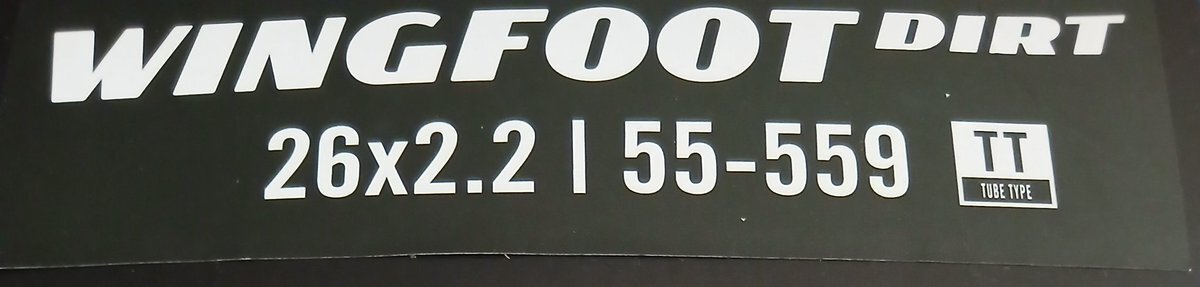 WINGFOOT DIRT
26x2.2 | 55-559 TT
TUBE TYPE